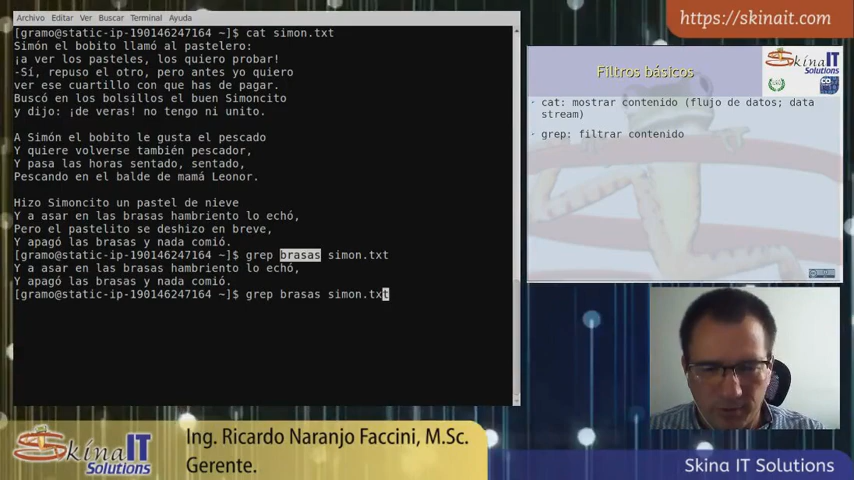 Archivo Editar Ver Buscar Terminal Ayuda
[gramo@static-ip-190146247164 ~]$ cat simon.txt
Simón el bobito llamó al pastelero:
¡a ver los pasteles, los quiero probar!
-Sí, repuso el otro, pero antes yo quiero
ver ese cuartillo con que has de pagar.
Buscó en los bolsillos el buen Simoncito
y dijo: ¡de veras! no tengo ni unito.
A Simón el bobito le gusta el pescado
Y quiere volverse también pescador,
Y pasa las horas sentado, sentado,
Pescando en el balde de mamá Leonor.
Hizo Simoncito un pastel de nieve
Y a asar en las brasas hambriento lo echó,
Pero el pastelito se deshizo en breve,
Y apagó las brasas y nada comió.
[gramo@static-ip-190146247164 ~]$ grep brasas simon.txt
Y a asar en las brasas hambriento lo echó,
Y apagó las brasas y nada comió.
[gramo@static-ip-190146247164 ~]$ grep brasas simon.txt
https://skinait.com
Filtros básicos
Skina IT
Solutions
cat: mostrar contenido (flujo de datos; data
stream)
grep: filtrar contenido
Skina IT
Solutions
Ing. Ricardo Naranjo Faccini, M.Sc.
Gerente.
Skina IT Solutions